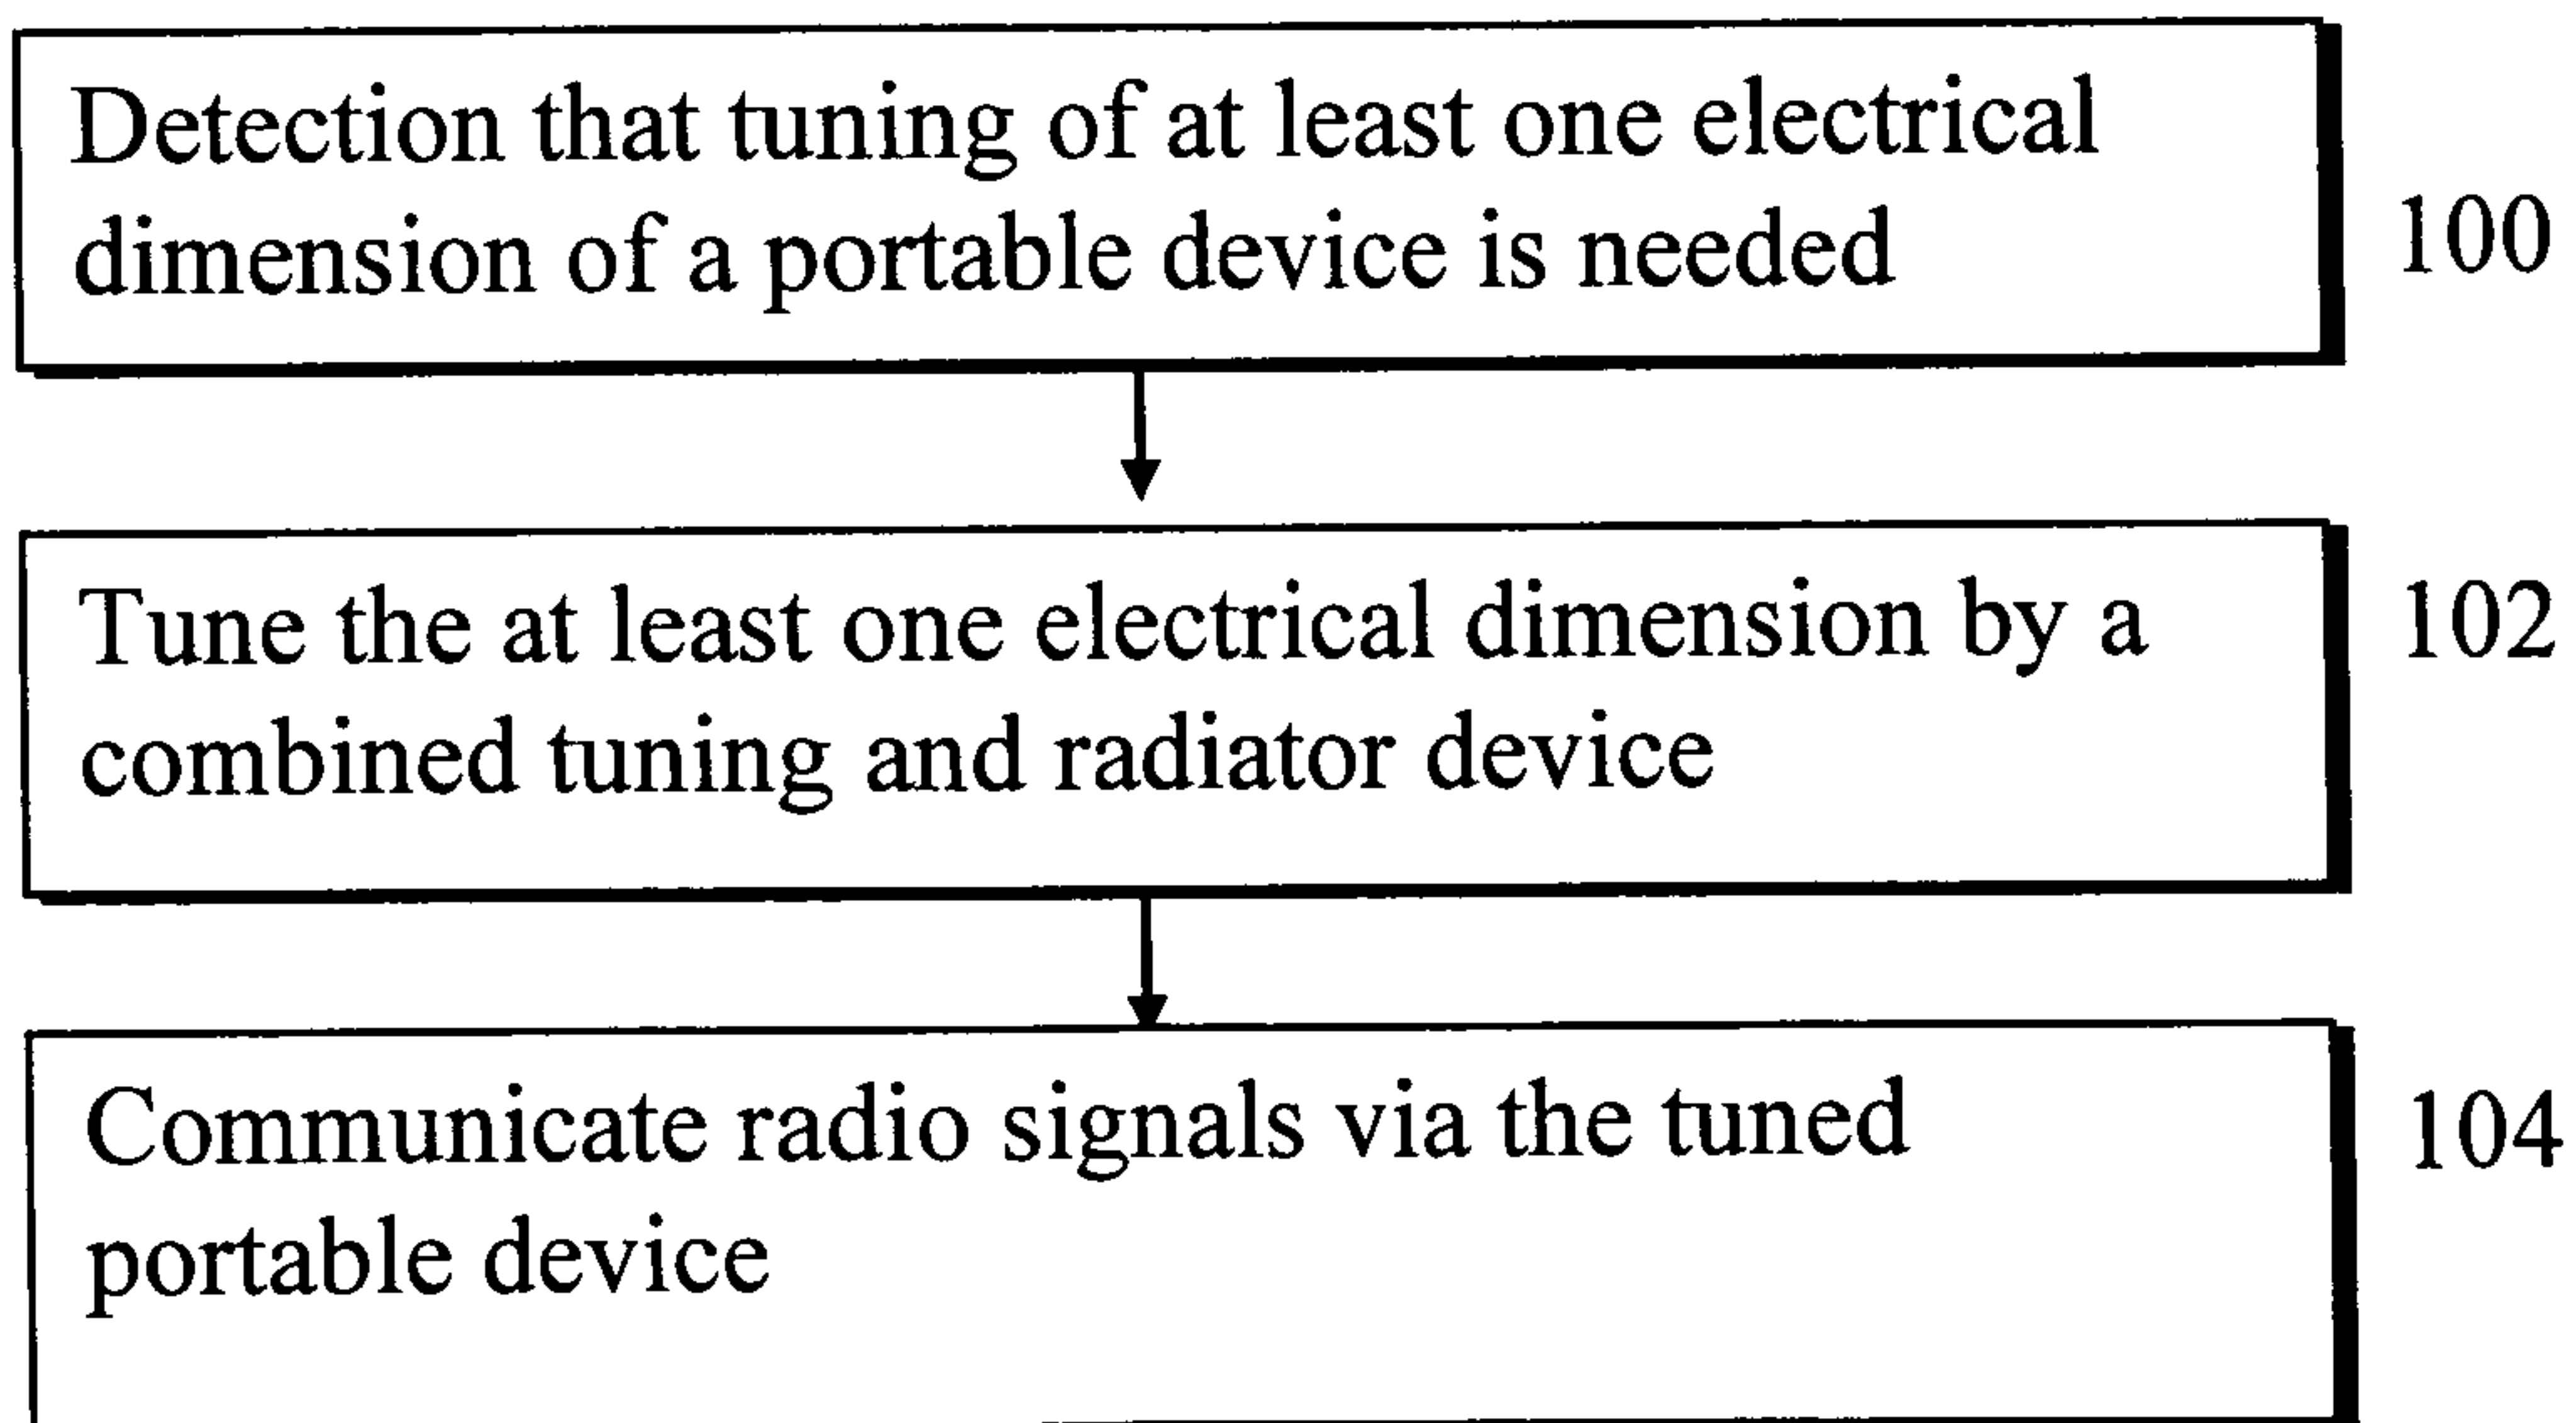 Detection that tuning of at least one electrical
dimension of a portable device is needed
100
Tune the at least one electrical dimension by a
combined tuning and radiator device
102
Communicate radio signals via the tuned
portable device
104